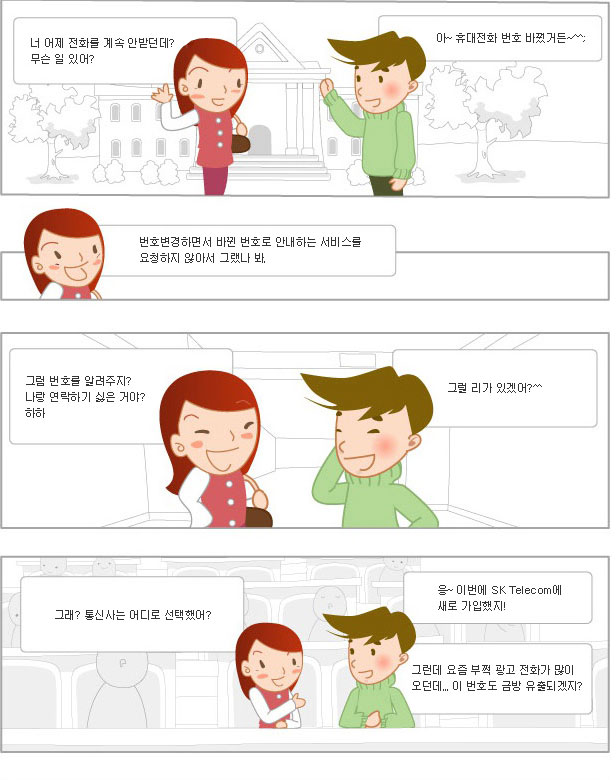 너 어제 전화를 계속 안받던데?
무슨 일 있어?
아~ 휴대전화 번호 바꿨거든~^^;
번호변경하면서 바뀐 번호로 안내하는 서비스를
요청하지 않아서 그랬나 봐.
그럼 번호를 알려주지?
나랑 연락하기 싫은 거야?
하하
그럴 리가 있겠어?^^
그래? 통신사는 어디로 선택했어?
응~ 이번에 SK Telecom에
새로 가입했지!
그런데 요즘 부쩍 광고 전화가 많이
오던데... 이 번호도 금방 유출되겠지?